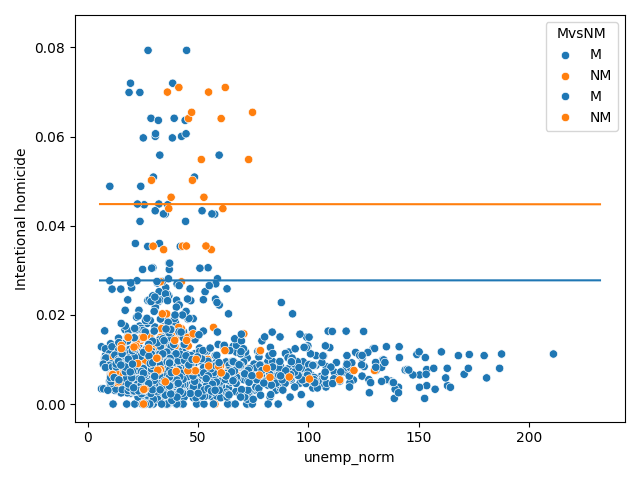 MvsNM
M
NM
M
NM
0.08
0.06
0.04
0.02
0.00
Intentional homicide
0
50
100
150
200
unemp_norm